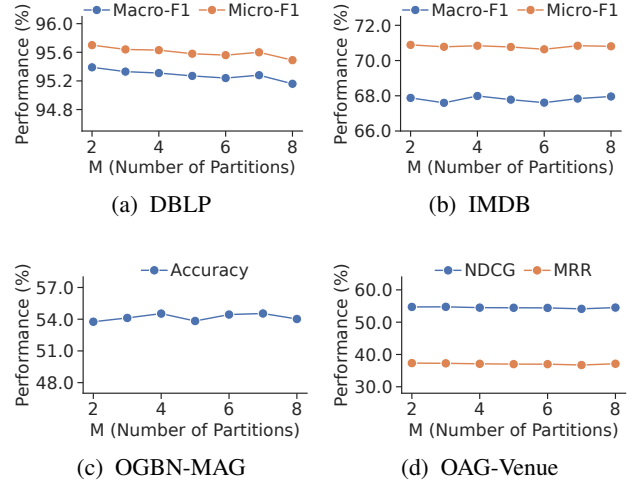 Macro-F1 Micro-F1
Performance (%)
96.0
95.6
95.2
94.8
2 4 6 8
M (Number of Partitions)
(a) DBLP
Macro-F1 Micro-F1
Performance (%)
72.0
70.0
68.0
66.0
2 4 6 8
M (Number of Partitions)
(b) IMDB
Accuracy
Performance (%)
57.0
54.0
51.0
48.0
2 4 6 8
M (Number of Partitions)
(c) OGBN-MAG
NDCG MRR
Performance (%)
60.0
50.0
40.0
30.0
2 4 6 8
M (Number of Partitions)
(d) OAG-Venue